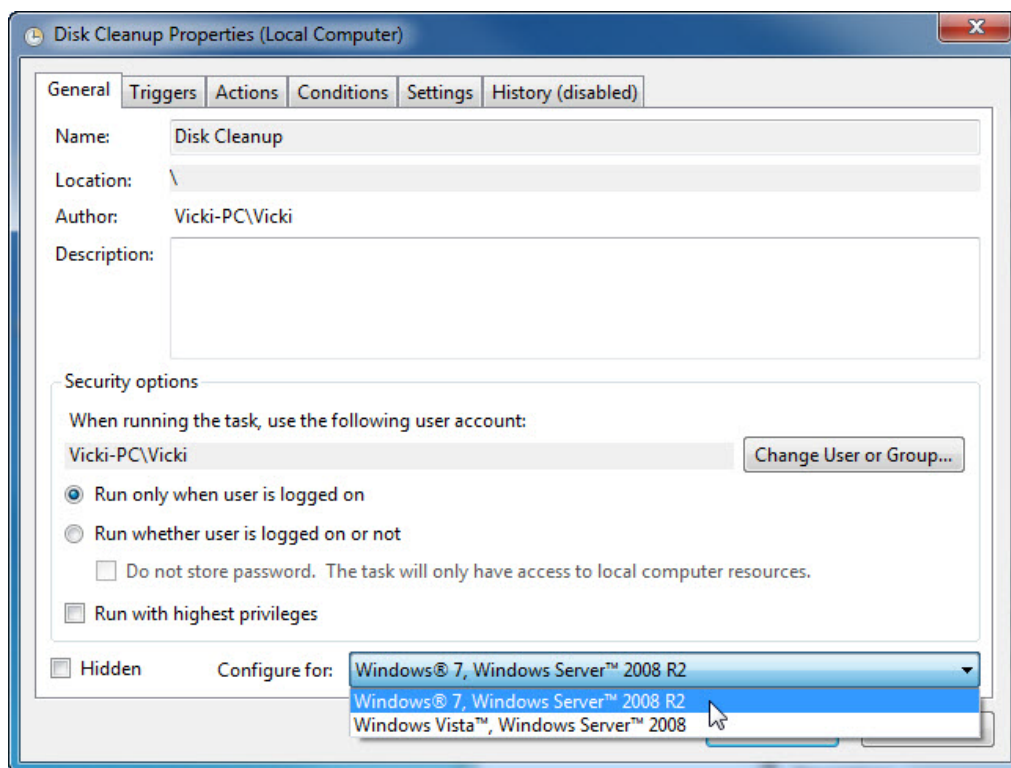 Disk Cleanup Properties (Local Computer)
General Triggers Actions Conditions Settings History (disabled)
Name: Disk Cleanup
Location: \
Author: Vicki-PC\Vicki
Description:
Security options
When running the task, use the following user account:
Vicki-PC\Vicki Change User or Group...
Run only when user is logged on
Run whether user is logged on or not
Do not store password. The task will only have access to local computer resources.
Run with highest privileges
Hidden Configure for: Windows® 7, Windows Server™ 2008 R2
Windows® 7, Windows Server™ 2008 R2
Windows Vista™, Windows Server™ 2008